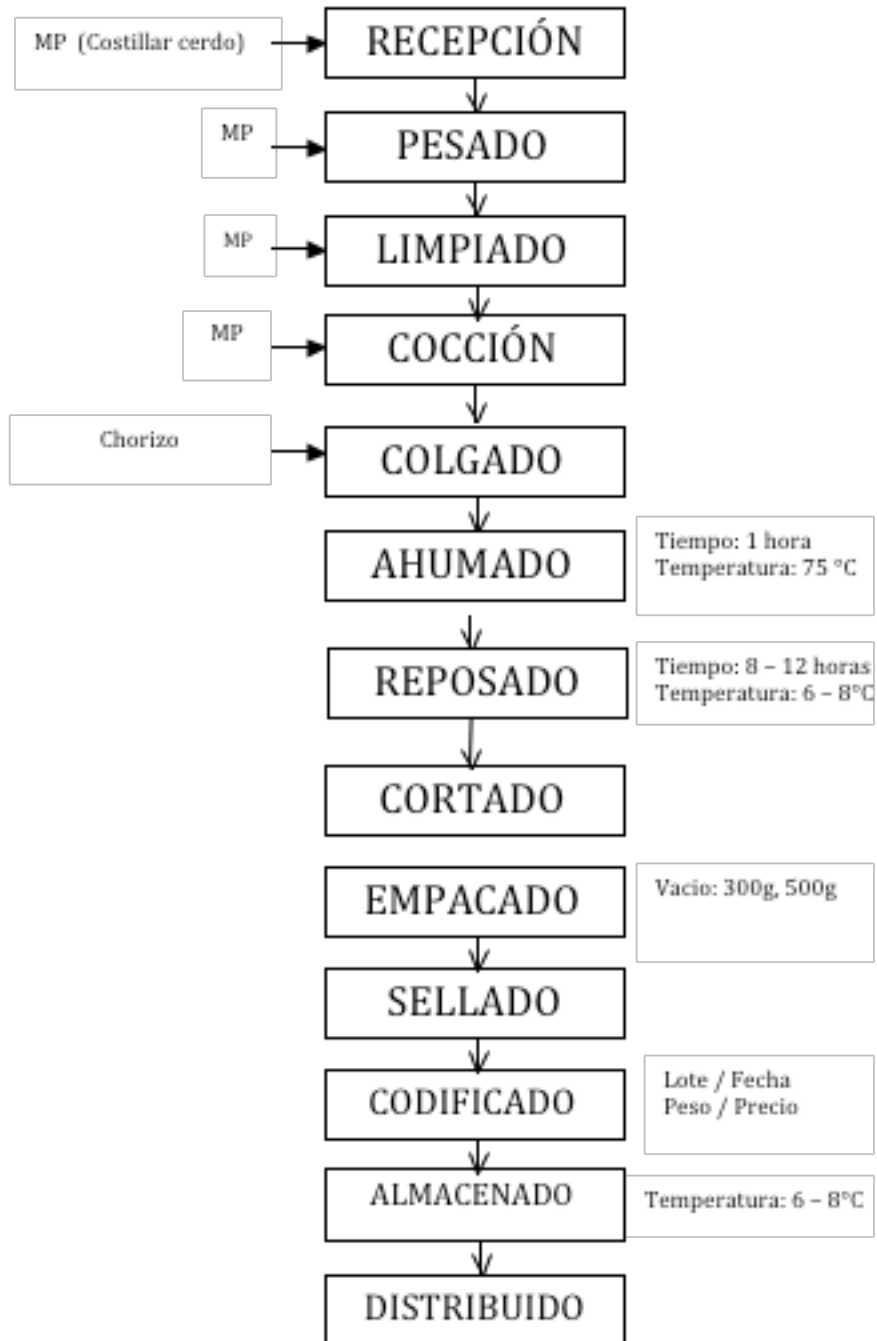 MP (Costillar cerdo)
RECEPCIÓN
MP
PESADO
MP
LIMPIADO
MP
COCCIÓN
Chorizo
COLGADO
AHUMADO
Tiempo: 1 hora
Temperatura: 75 °C
REPOSADO
Tiempo: 8 – 12 horas
Temperatura: 6 – 8°C
CORTADO
EMPACADO
Vacio: 300g, 500g
SELLADO
CODIFICADO
Lote / Fecha
Peso / Precio
ALMACENADO
Temperatura: 6 – 8°C
DISTRIBUIDO